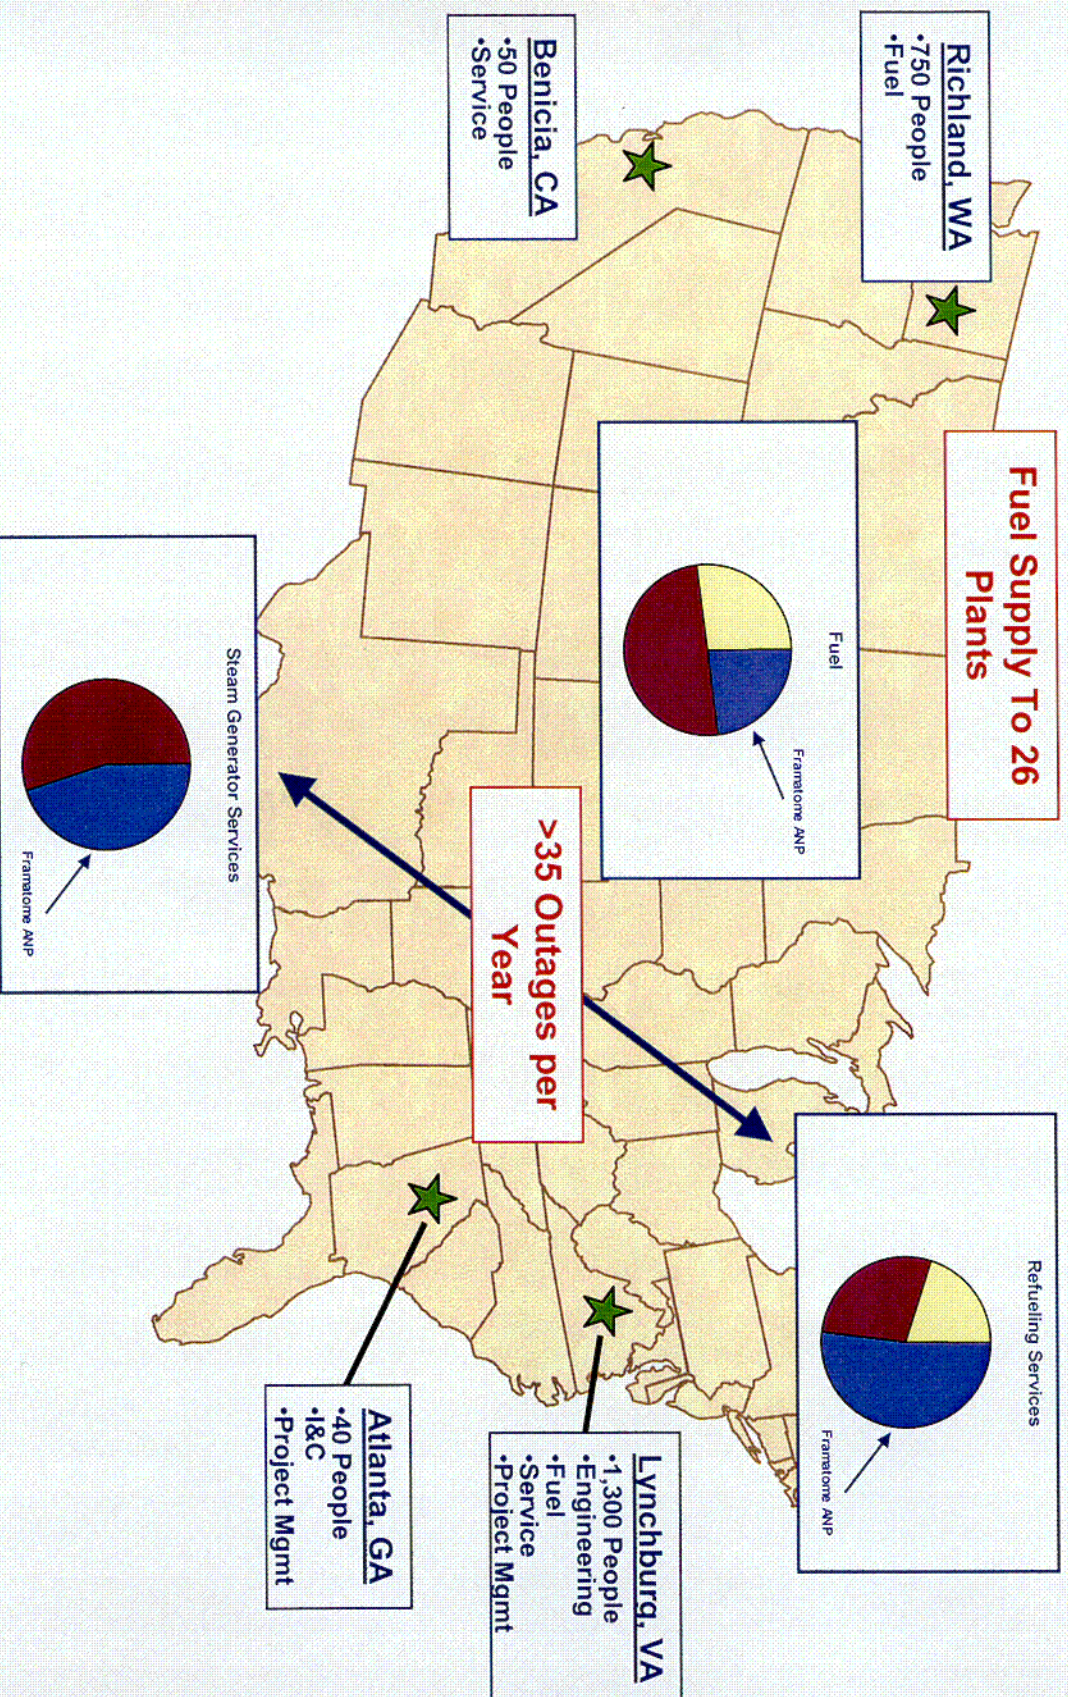 Richland, WA
•750 People
•Fuel
Fuel Supply To 26
Plants
Refueling Services
Framatome ANP
Fuel
Framatome ANP
Benicia, CA
•50 People
•Service
>35 Outages per
Year
Lynchburg, VA
•1,300 People
•Engineering
•Fuel
•Service
•Project Mgmt
Steam Generator Services
Framatome ANP
Atlanta, GA
•40 People
•I&C
•Project Mgmt